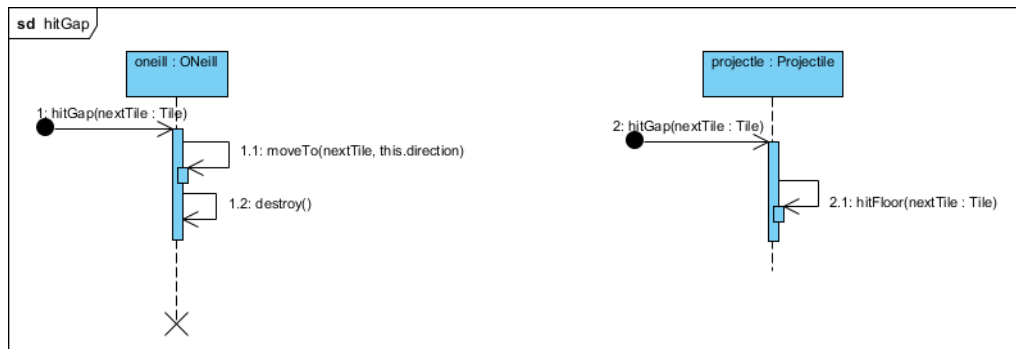 sd hitGap
oneill : ONeill
1: hitGap(nextTile : Tile)
1.1: moveTo(nextTile, this.direction)
1.2: destroy()
projectle : Projectile
2: hitGap(nextTile : Tile)
2.1: hitFloor(nextTile : Tile)